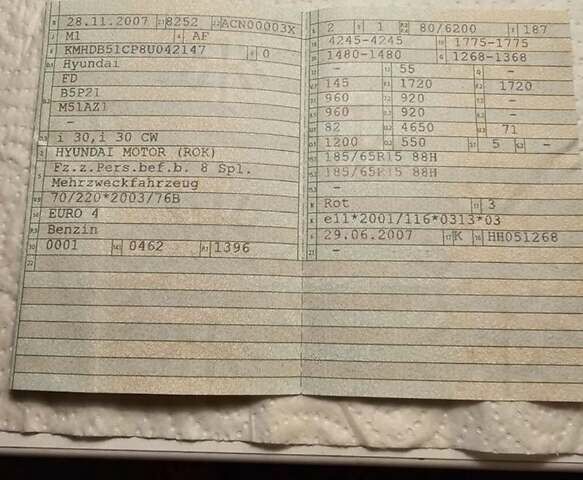 28.11.2007 8252 ACN00003X
M1 AF
KMHDB51CP8U042147 0
Hyundai
FD
B5P21
M51AZ1
–
i 30,i 30 CW
HYUNDAI MOTOR (ROK)
Fz.z.Pers.bef.b. 8 Spl.
Mehrzweckfahrzeug
70/220*2003/76B
EURO 4
Benzin
0001 0462 1396
22
2 1 80/6200 187
4245-4245 1775-1775
1480-1480 1268-1368
– 55 –
145 1720 1720
960 920 –
960 920 –
82 4650 71
1200 550 5 –
185/65R15 88H
185/65R15 88H
–
Rot 3
e11*2001/116*0313*03
29.06.2007 K HH051268
21 –